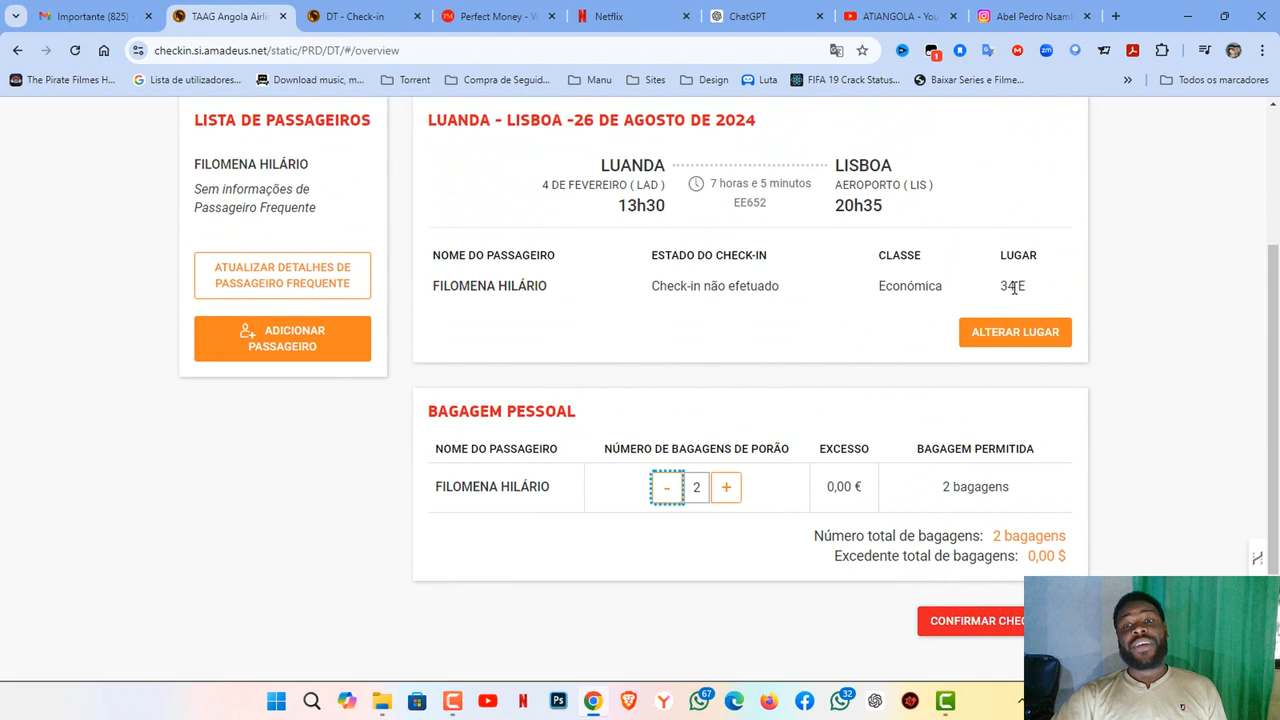 Importante (825)
TAAG Angola Airli
DT - Check-in
Perfect Money - W
Netflix
ChatGPT
ATIANGOLA - You
Abel Pedro Nsamb
checkin.si.amadeus.net/static/PRD/DT/#/overview
1
The Pirate Filmes H...
Lista de utilizadores...
Download music, m...
Torrent
Compra de Seguid...
Manu
Sites
Design
Luta
FIFA 19 Crack Status...
Baixar Series e Filme...
»
Todos os marcadores
LISTA DE PASSAGEIROS
FILOMENA HILÁRIO
Sem informações de
Passageiro Frequente
ATUALIZAR DETALHES DE
PASSAGEIRO FREQUENTE
ADICIONAR
PASSAGEIRO
LUANDA - LISBOA -26 DE AGOSTO DE 2024
LUANDA
LISBOA
4 DE FEVEREIRO ( LAD )
7 horas e 5 minutos
AEROPORTO ( LIS )
13h30
EE652
20h35
NOME DO PASSAGEIRO
ESTADO DO CHECK-IN
CLASSE
LUGAR
FILOMENA HILÁRIO
Check-in não efetuado
Económica
34 E
ALTERAR LUGAR
BAGAGEM PESSOAL
NOME DO PASSAGEIRO
NÚMERO DE BAGAGENS DE PORÃO
EXCESSO
BAGAGEM PERMITIDA
FILOMENA HILÁRIO
- 2 +
0,00 €
2 bagagens
Número total de bagagens: 2 bagagens
Excedente total de bagagens: 0,00 $
CONFIRMAR CHEC
67
32